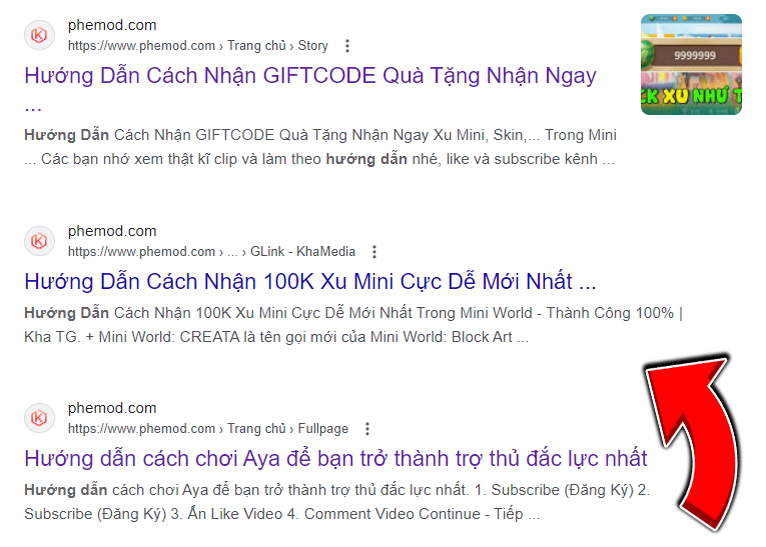 phemod.com
https://www.phemod.com › Trang chủ › Story
Hướng Dẫn Cách Nhận GIFTCODE Quà Tặng Nhận Ngay
...
Hướng Dẫn Cách Nhận GIFTCODE Quà Tặng Nhận Ngay Xu Mini, Skin,... Trong Mini
... Các bạn nhớ xem thật kĩ clip và làm theo hướng dẫn nhé, like và subscribe kênh ...
9999999
CK XU NHƯ T
phemod.com
https://www.phemod.com › ... › GLink - KhaMedia
Hướng Dẫn Cách Nhận 100K Xu Mini Cực Dễ Mới Nhất ...
Hướng Dẫn Cách Nhận 100K Xu Mini Cực Dễ Mới Nhất Trong Mini World - Thành Công 100% |
Kha TG. + Mini World: CREATA là tên gọi mới của Mini World: Block Art ...
phemod.com
https://www.phemod.com › Trang chủ › Fullpage
Hướng dẫn cách chơi Aya để bạn trở thành trợ thủ đắc lực nhất
Hướng dẫn cách chơi Aya để bạn trở thành trợ thủ đắc lực nhất. 1. Subscribe (Đăng Ký) 2.
Subscribe (Đăng Ký) 3. Ấn Like Video 4. Comment Video Continue - Tiếp ...